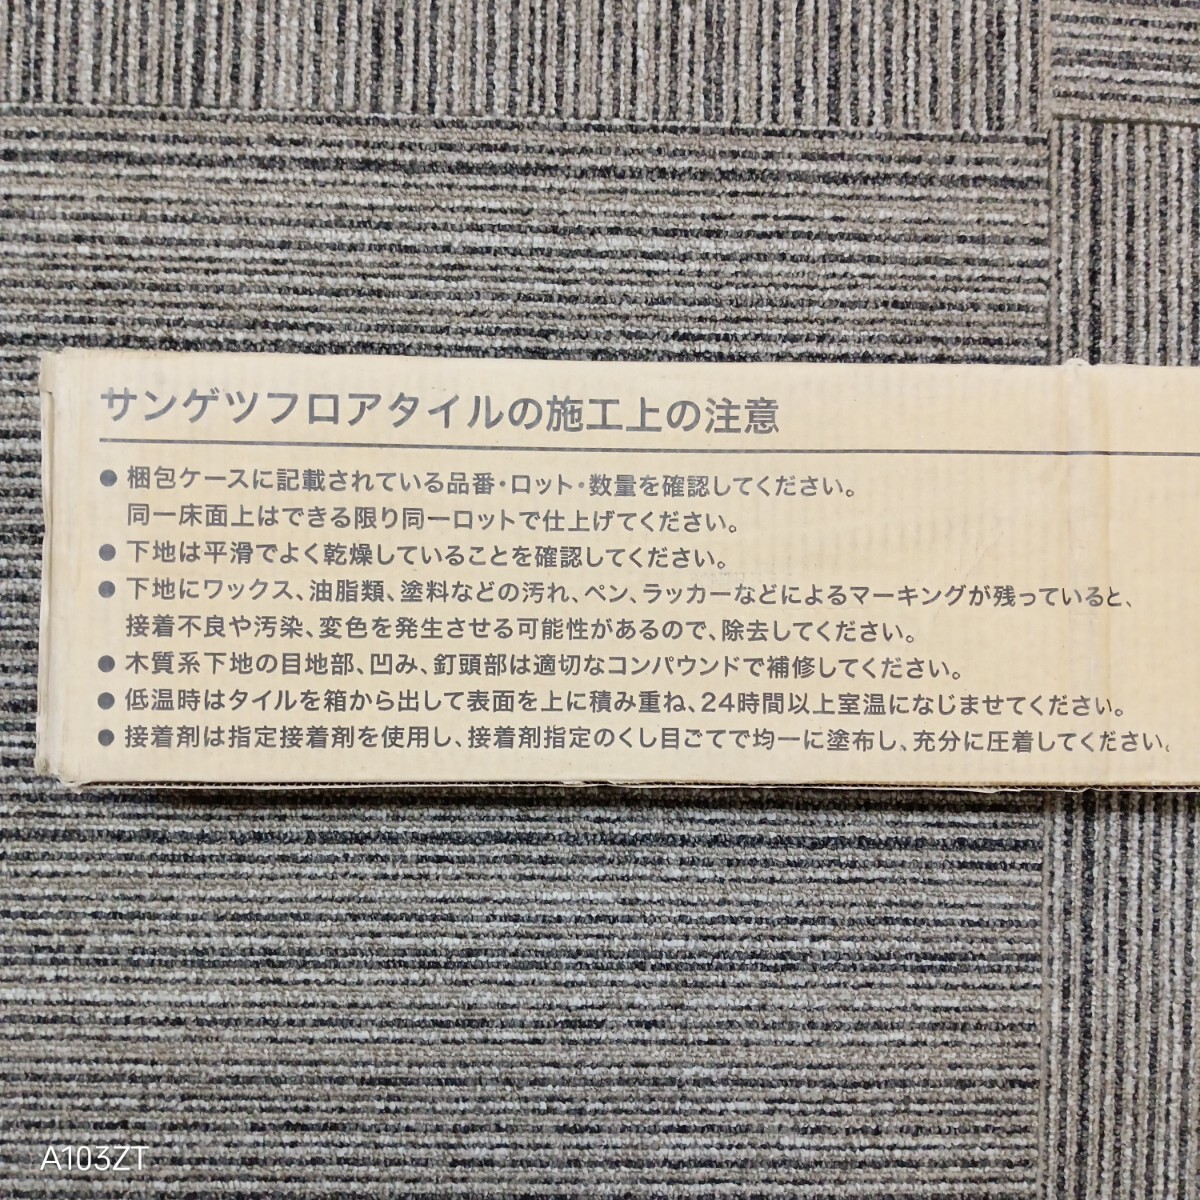 サンゲツフロアタイルの施工上の注意
● 梱包ケースに記載されている品番・ロット・数量を確認してください。
同一床面上はできる限り同一ロットで仕上げてください。
● 下地は平滑でよく乾燥していることを確認してください。
● 下地にワックス、油脂類、塗料などの汚れ、ペン、ラッカーなどによるマーキングが残っていると、
接着不良や汚染、変色を発生させる可能性があるので、除去してください。
● 木質系下地の目地部、凹み、釘頭部は適切なコンパウンドで補修してください。
● 低温時はタイルを箱から出して表面を上に積み重ね、24時間以上室温になじませてください。
● 接着剤は指定接着剤を使用し、接着剤指定のくし目ごてで均一に塗布し、充分に圧着してください。
A103ZT